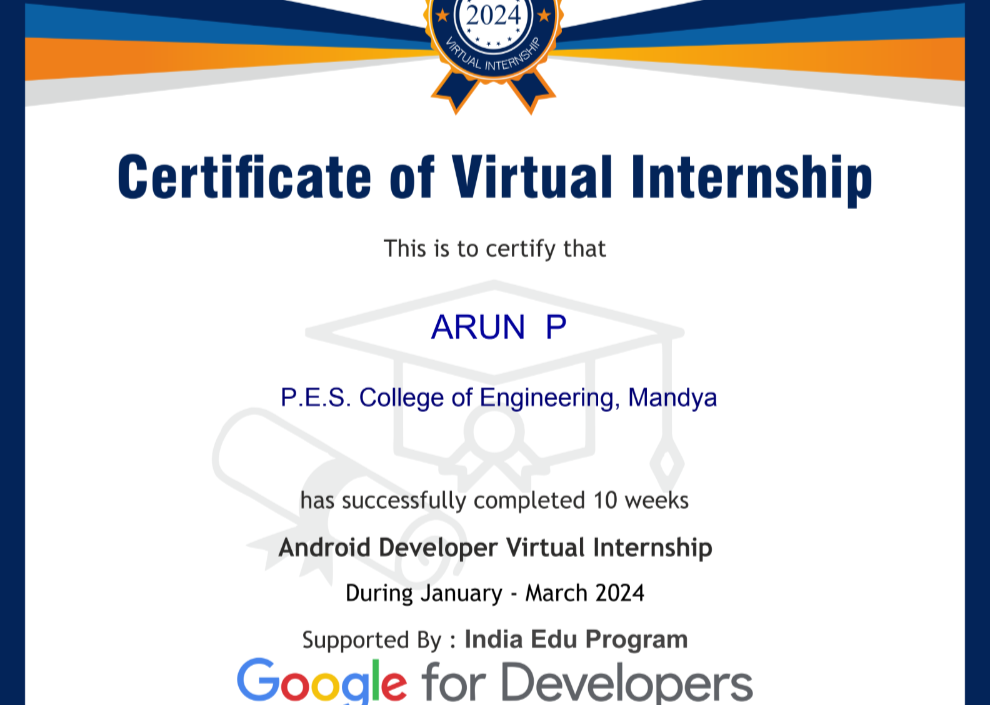 2024
VIRTUAL INTERNSHIP
Certificate of Virtual Internship
This is to certify that
ARUN P
P.E.S. College of Engineering, Mandya
has successfully completed 10 weeks
Android Developer Virtual Internship
During January - March 2024
Supported By : India Edu Program
Google for Developers